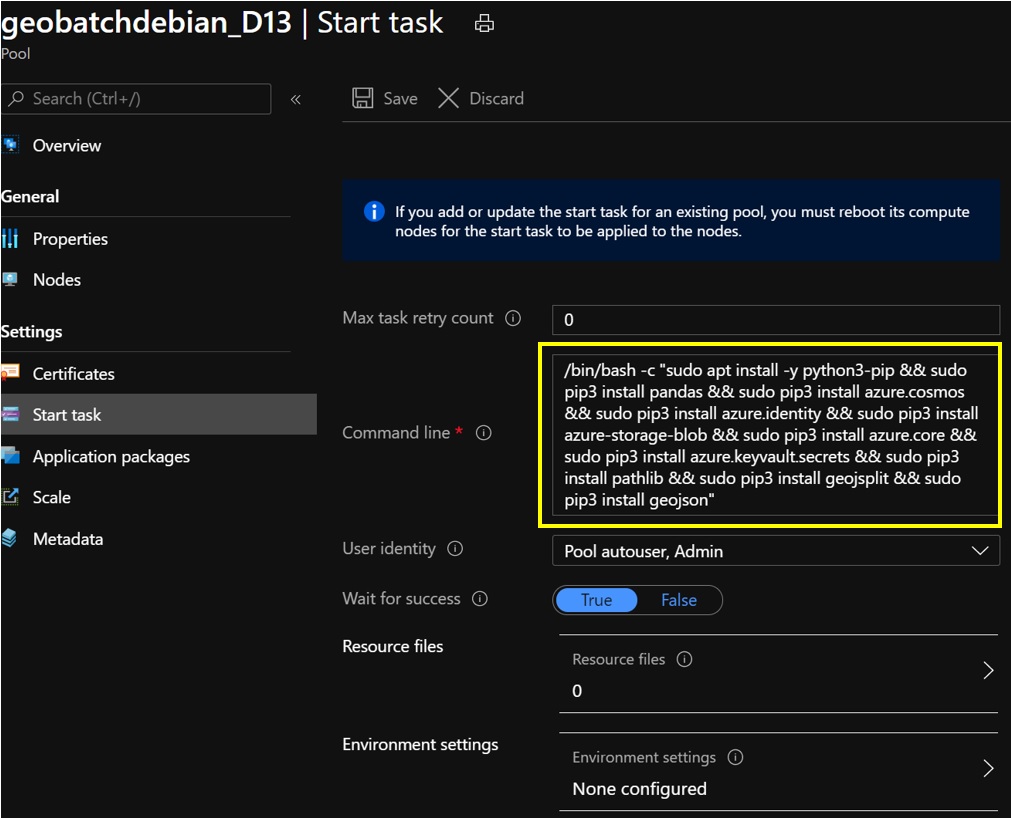 geobatchdebian_D13 | Start task
Pool
Search (Ctrl+/)
«
Overview
General
Properties
Nodes
Settings
Certificates
Start task
Application packages
Scale
Metadata
Save
Discard
If you add or update the start task for an existing pool, you must reboot its compute
nodes for the start task to be applied to the nodes.
Max task retry count
0
Command line *
/bin/bash -c "sudo apt install -y python3-pip && sudo
pip3 install pandas && sudo pip3 install azure.cosmos
&& sudo pip3 install azure.identity && sudo pip3 install
azure-storage-blob && sudo pip3 install azure.core &&
sudo pip3 install azure.keyvault.secrets && sudo pip3
install pathlib && sudo pip3 install geojsplit && sudo
pip3 install geojson"
User identity
Pool autouser, Admin
Wait for success
True
False
Resource files
Resource files
0
Environment settings
Environment settings
None configured